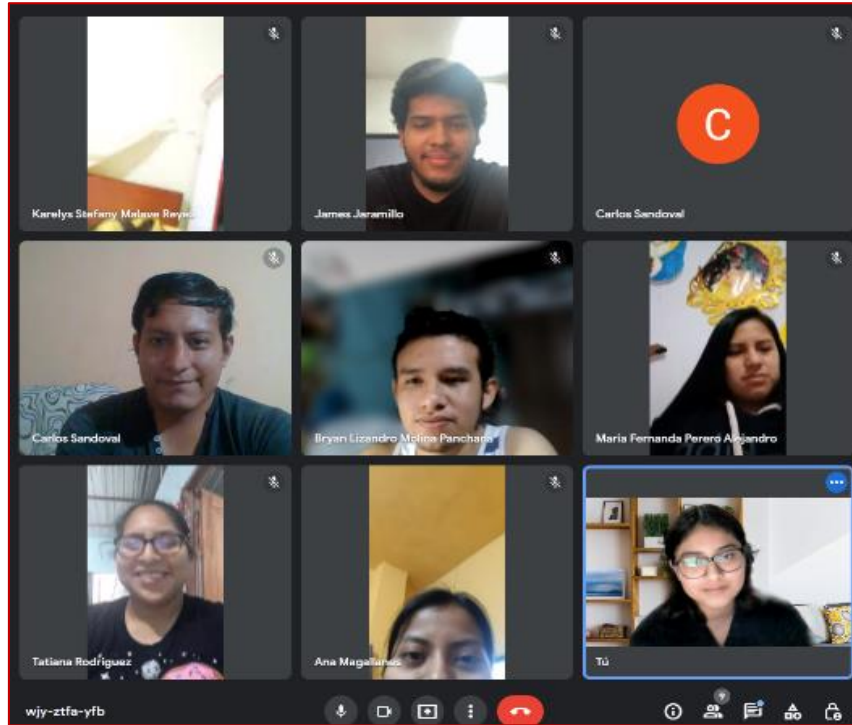 Karelys Stefany Malave Reyes
James Jaramillo
C
Carlos Sandoval
Carlos Sandoval
Bryan Lizandro Molina Panchana
Maria Fernanda Perero Alejandro
Tatiana Rodriguez
Ana Magallanes
Tú
wjy-ztfa-yfb
9